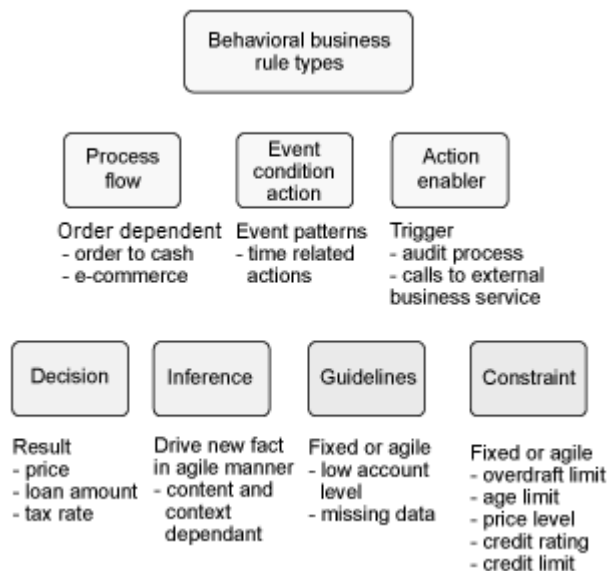 Behavioral business
rule types
Process
flow
Event
condition
action
Action
enabler
Order dependent
- order to cash
- e-commerce
Event patterns
- time related
actions
Trigger
- audit process
- calls to external
business service
Decision
Inference
Guidelines
Constraint
Result
- price
- loan amount
- tax rate
Drive new fact
in agile manner
- content and
context
dependant
Fixed or agile
- low account
level
- missing data
Fixed or agile
- overdraft limit
- age limit
- price level
- credit rating
- credit limit